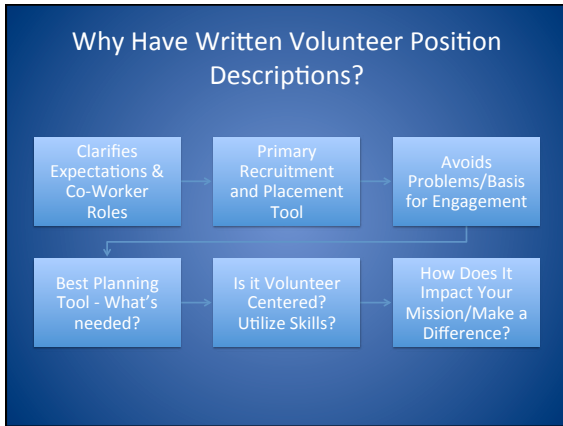 Why Have Written Volunteer Position
Descriptions?
Clarifies
Expectations &
Co-Worker
Roles
Primary
Recruitment
and Placement
Tool
Avoids
Problems/Basis
for Engagement
Best Planning
Tool - What's
needed?
Is it Volunteer
Centered?
Utilize Skills?
How Does It
Impact Your
Mission/Make a
Difference?